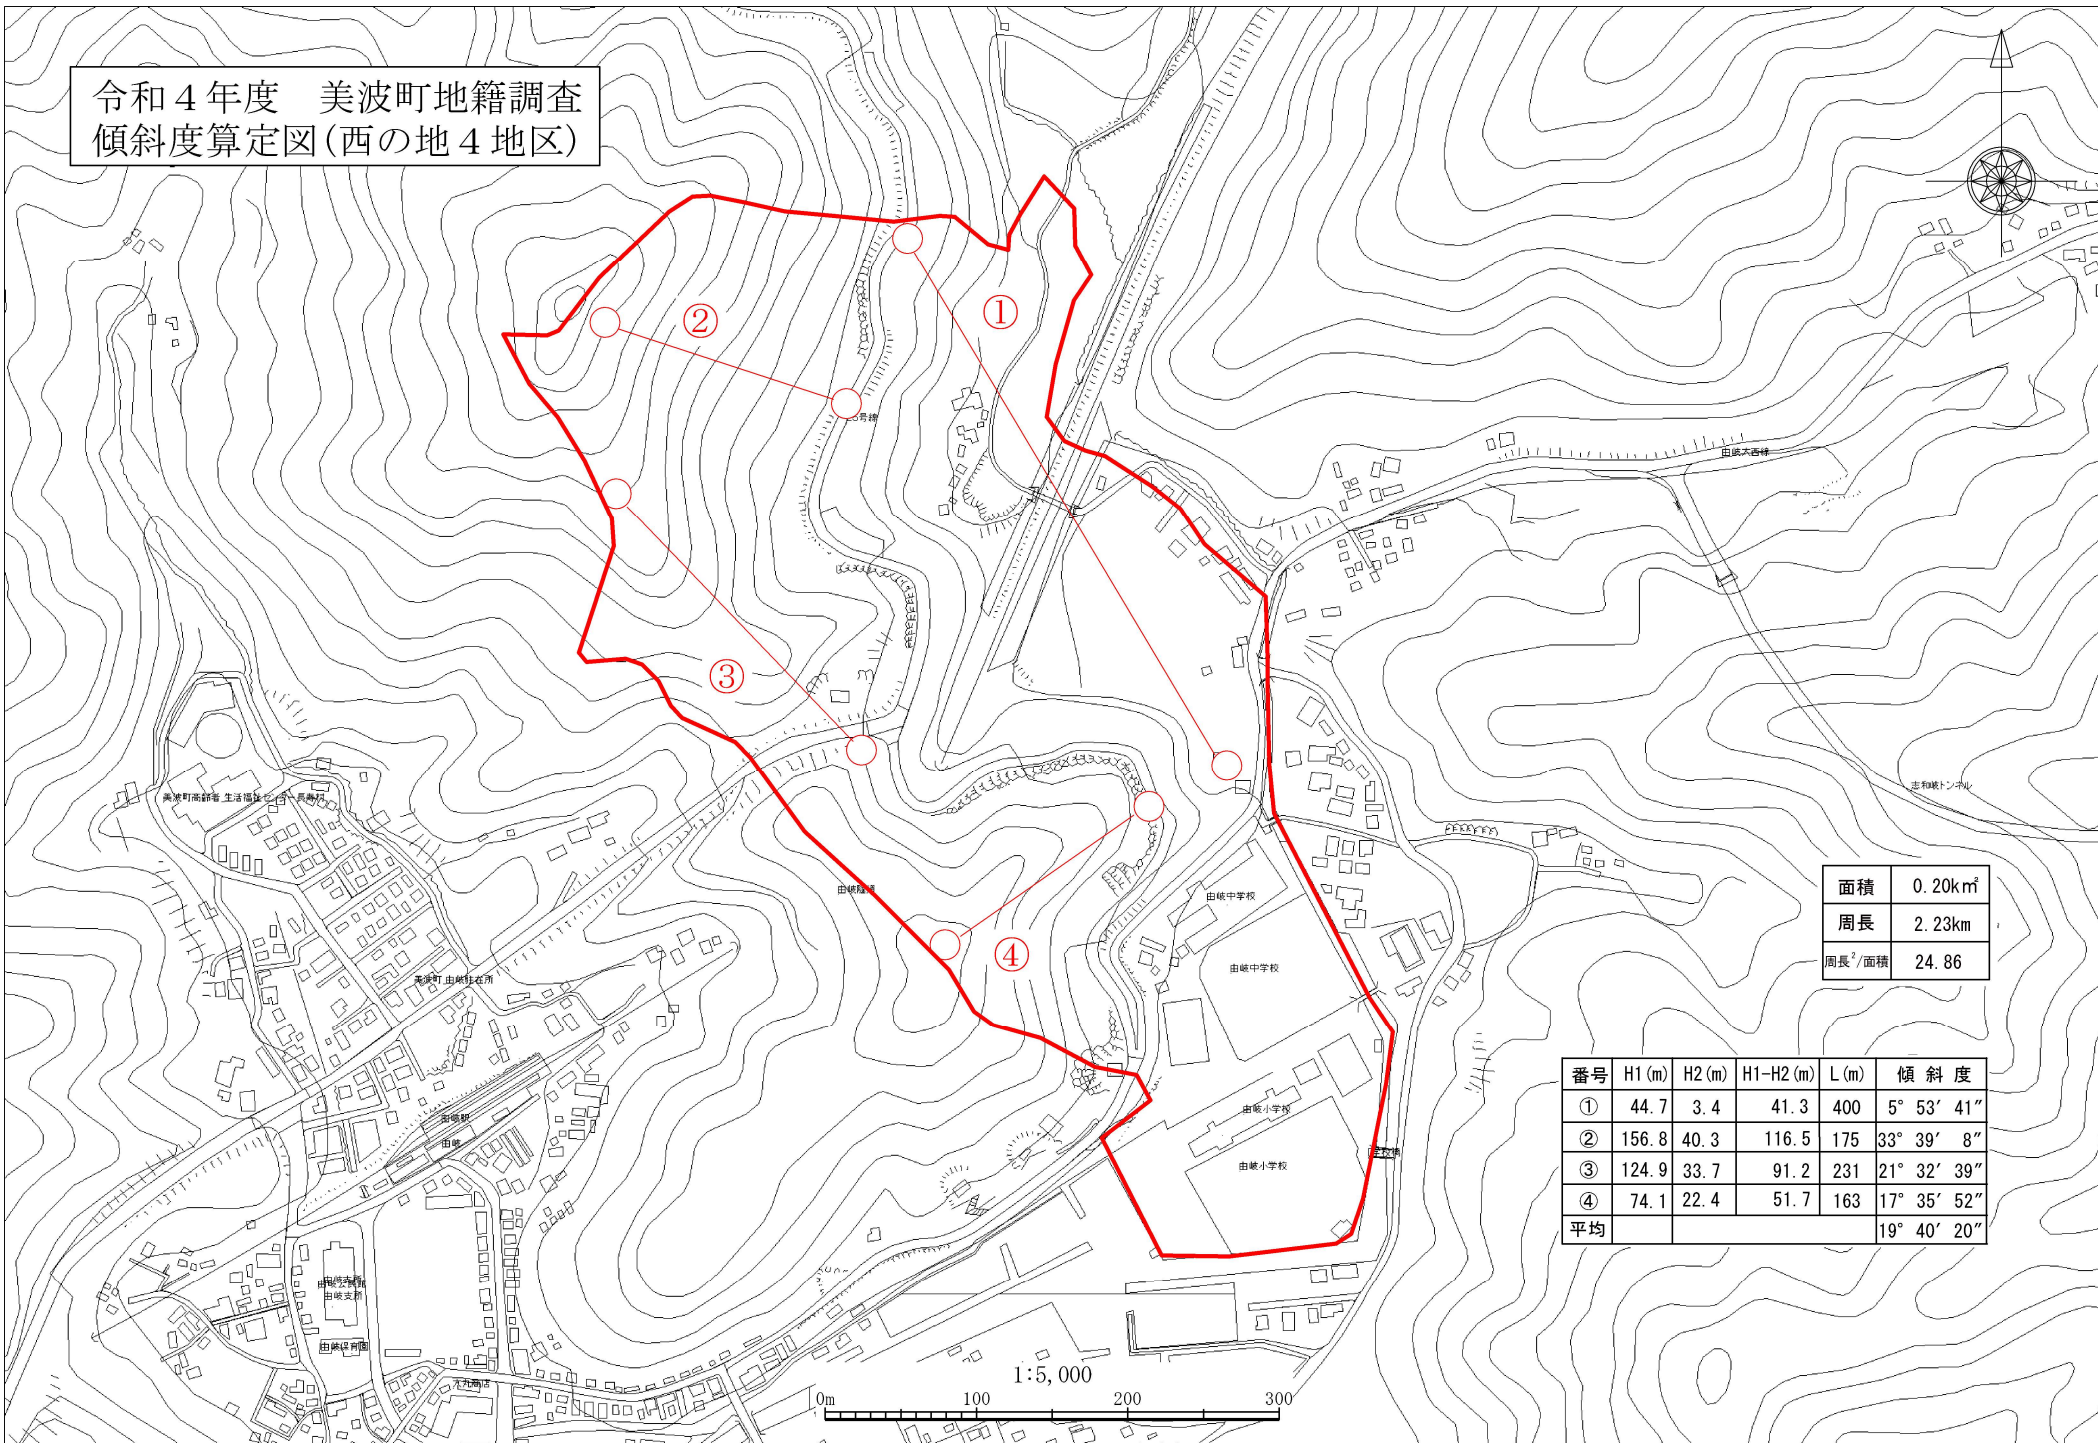 令和４年度　美波町地籍調査
傾斜度算定図(西の地４地区)
①
②
③
④
由岐大西線
志和岐トンネル
由岐中学校
由岐中学校
由岐小学校
由岐小学校
美波町 由岐駐在所
由岐駅
由岐
由岐支所
由岐保育園
面積 0.20k㎡
周長 2.23km
周長²/面積 24.86
番号 H1(m) H2(m) H1-H2(m) L(m) 傾 斜 度
① 44.7 3.4 41.3 400 5° 53′ 41″
② 156.8 40.3 116.5 175 33° 39′ 8″
③ 124.9 33.7 91.2 231 21° 32′ 39″
④ 74.1 22.4 51.7 163 17° 35′ 52″
平均 19° 40′ 20″
1:5,000
0m 100 200 300